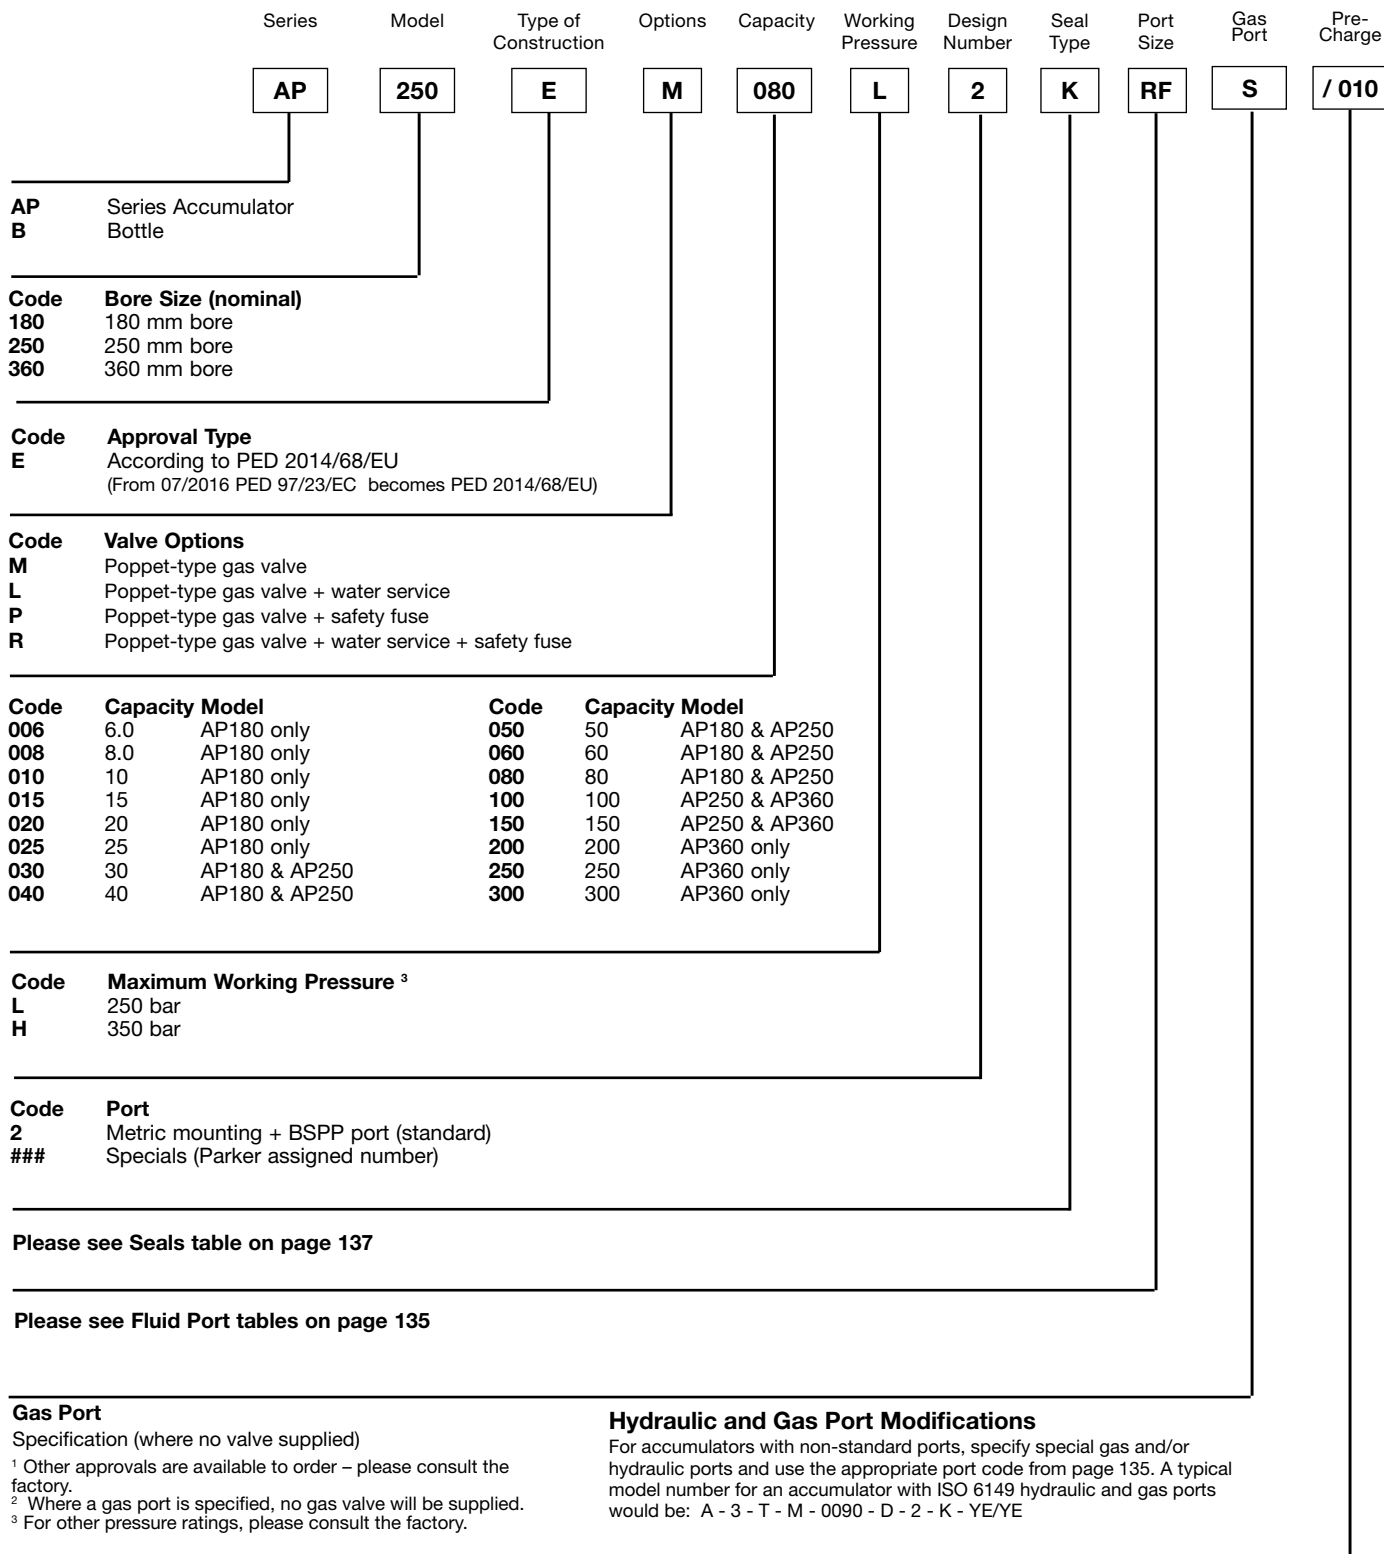 Series Model Type of Construction Options Capacity Working Pressure Design Number Seal Type Port Size Gas Port Pre-Charge
AP 250 E M 080 L 2 K RF S / 010
AP Series Accumulator
B Bottle
Code Bore Size (nominal)
180 180 mm bore
250 250 mm bore
360 360 mm bore
Code Approval Type
E According to PED 2014/68/EU
(From 07/2016 PED 97/23/EC becomes PED 2014/68/EU)
Code Valve Options
M Poppet-type gas valve
L Poppet-type gas valve + water service
P Poppet-type gas valve + safety fuse
R Poppet-type gas valve + water service + safety fuse
Code Capacity Model Code Capacity Model
006 6.0 AP180 only 050 50 AP180 & AP250
008 8.0 AP180 only 060 60 AP180 & AP250
010 10 AP180 only 080 80 AP180 & AP250
015 15 AP180 only 100 100 AP250 & AP360
020 20 AP180 only 150 150 AP250 & AP360
025 25 AP180 only 200 200 AP360 only
030 30 AP180 & AP250 250 250 AP360 only
040 40 AP180 & AP250 300 300 AP360 only
Code Maximum Working Pressure ³
L 250 bar
H 350 bar
Code Port
2 Metric mounting + BSPP port (standard)
### Specials (Parker assigned number)
Please see Seals table on page 137
Please see Fluid Port tables on page 135
Gas Port
Specification (where no valve supplied)
¹ Other approvals are available to order – please consult the
factory.
² Where a gas port is specified, no gas valve will be supplied.
³ For other pressure ratings, please consult the factory.
Hydraulic and Gas Port Modifications
For accumulators with non-standard ports, specify special gas and/or
hydraulic ports and use the appropriate port code from page 135. A typical
model number for an accumulator with ISO 6149 hydraulic and gas ports
would be: A - 3 - T - M - 0090 - D - 2 - K - YE/YE